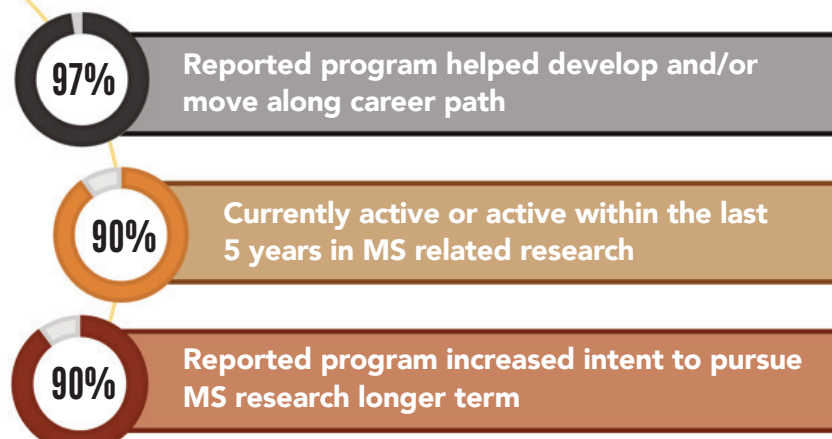 97%
Reported program helped develop and/or
move along career path
90%
Currently active or active within the last
5 years in MS related research
90%
Reported program increased intent to pursue
MS research longer term